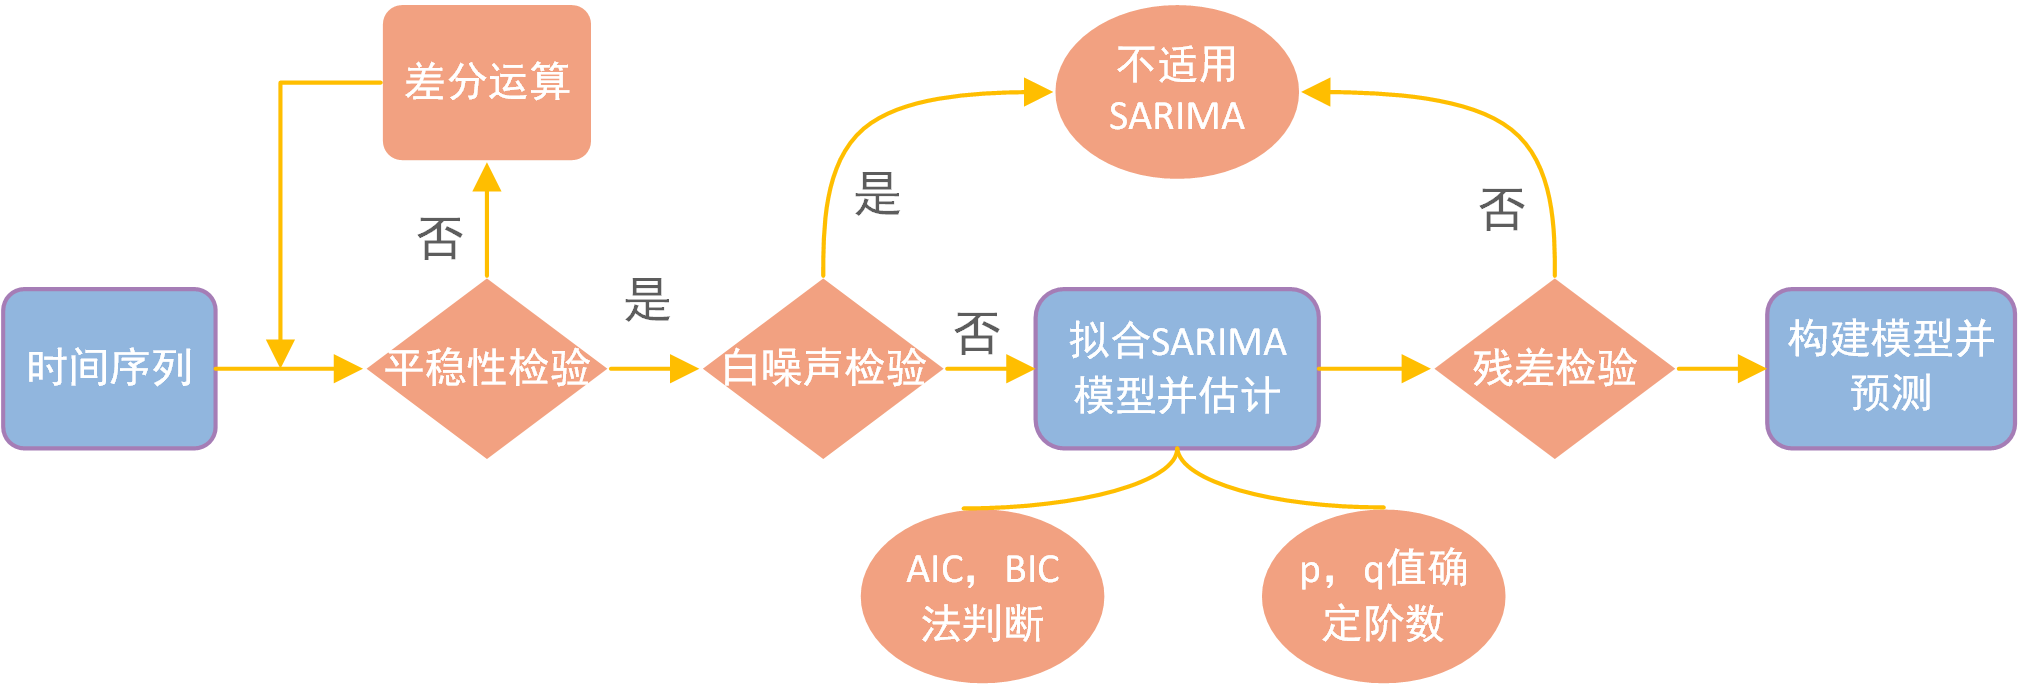 差分运算
不适用
SARIMA
是
否
否
是
否
时间序列
平稳性检验
白噪声检验
拟合SARIMA
模型并估计
残差检验
构建模型并
预测
AIC，BIC
法判断
p，q值确
定阶数